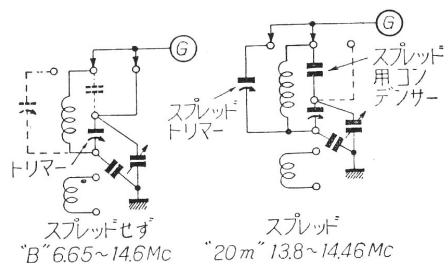 G
トリマー
スプレッドせず
"B" 6.65~14.6Mc
G
スプレッド
用コン
デンサー
スプレッド
トリマー
スプレッド
"20m" 13.8~14.46Mc